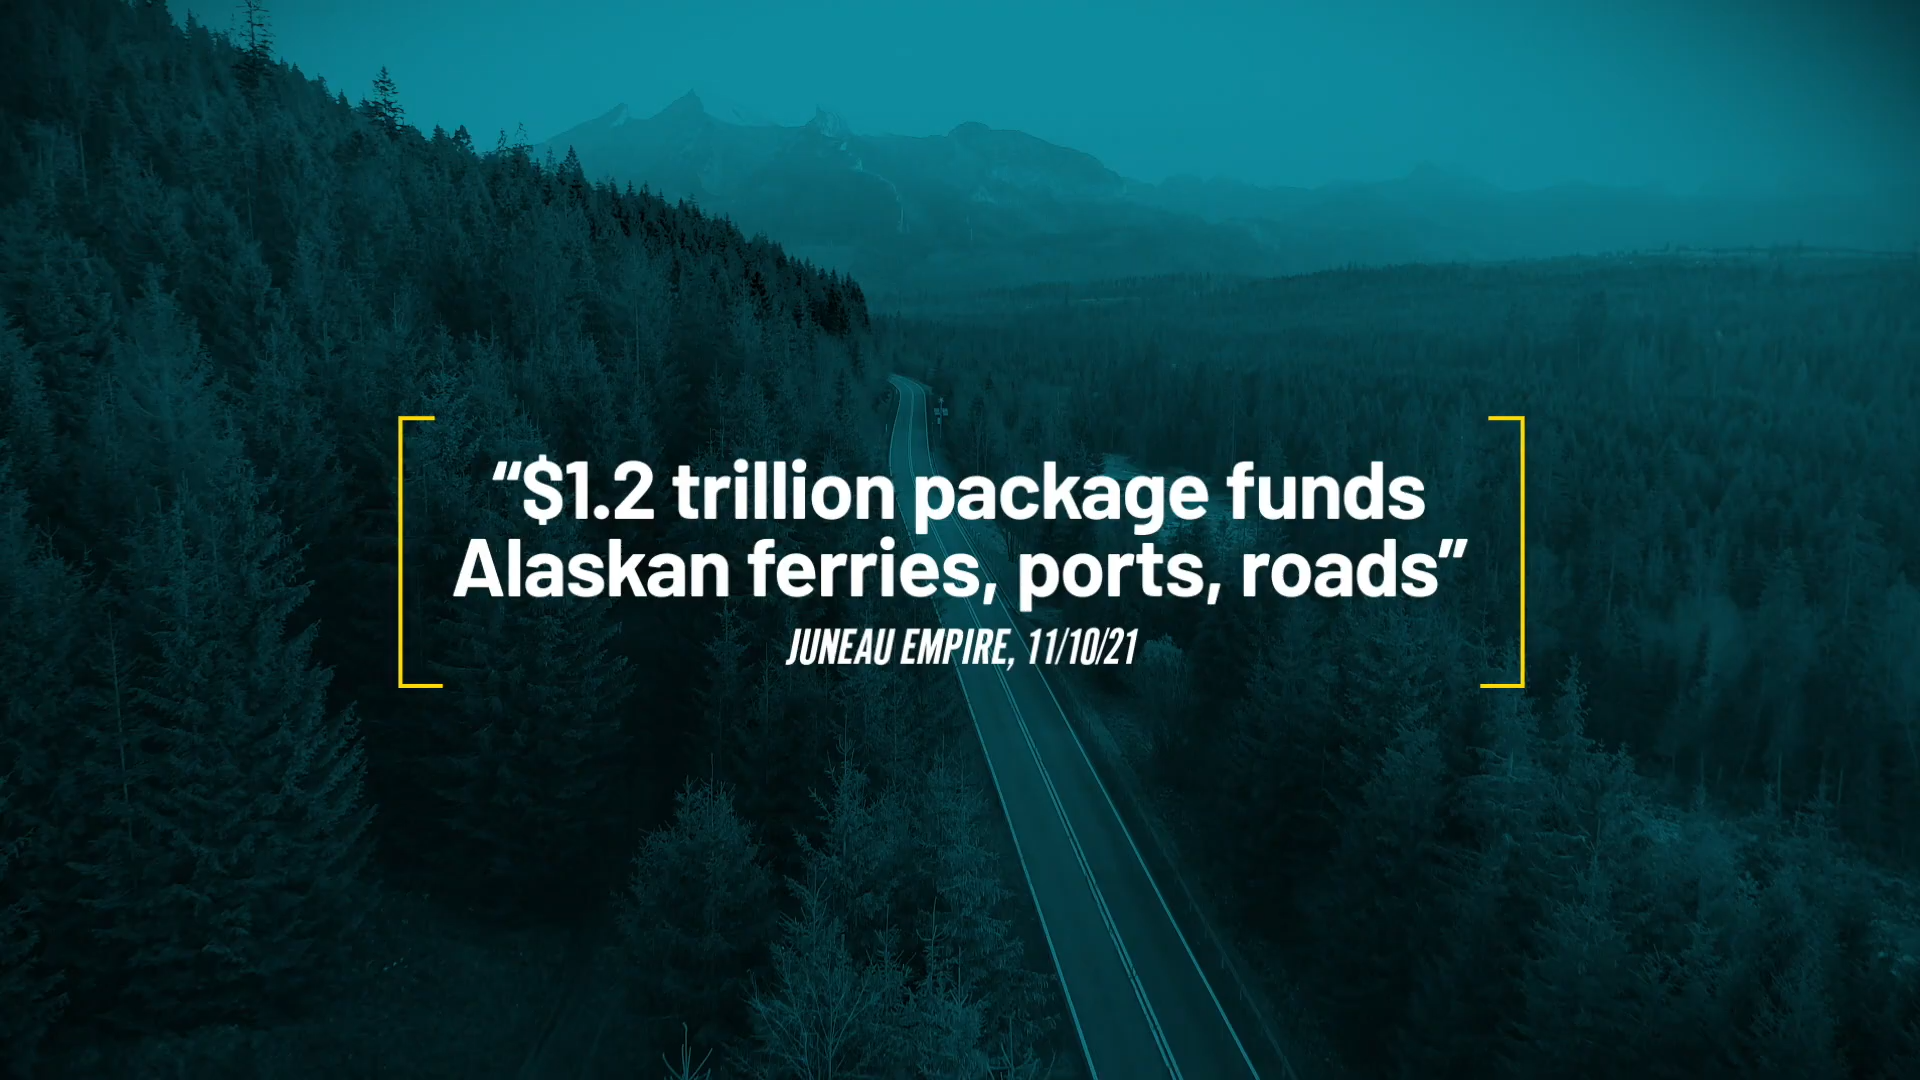 “$1.2 trillion package funds
Alaskan ferries, ports, roads”
JUNEAU EMPIRE, 11/10/21